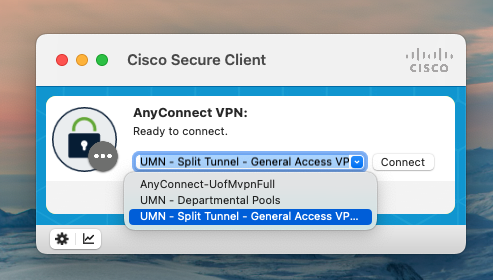 Cisco Secure Client
CISCO
AnyConnect VPN:
Ready to connect.
UMN - Split Tunnel - General Access VP
Connect
AnyConnect-UofMvpnFull
UMN - Departmental Pools
UMN - Split Tunnel - General Access VP...